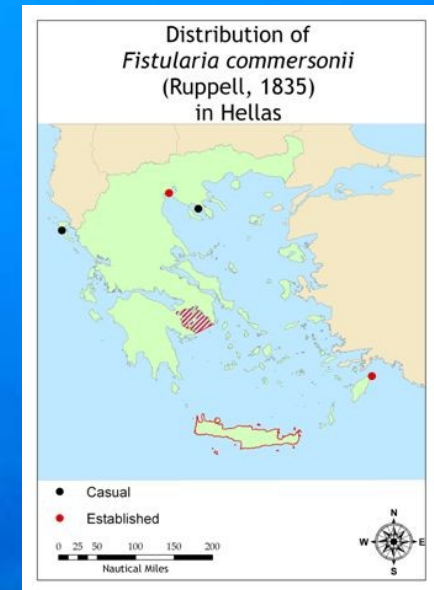 Distribution of
Fistularia commersonii
(Ruppell, 1835)
in Hellas
Casual
Established
0 25 50 100 150 200
Nautical Miles
N
W E
S